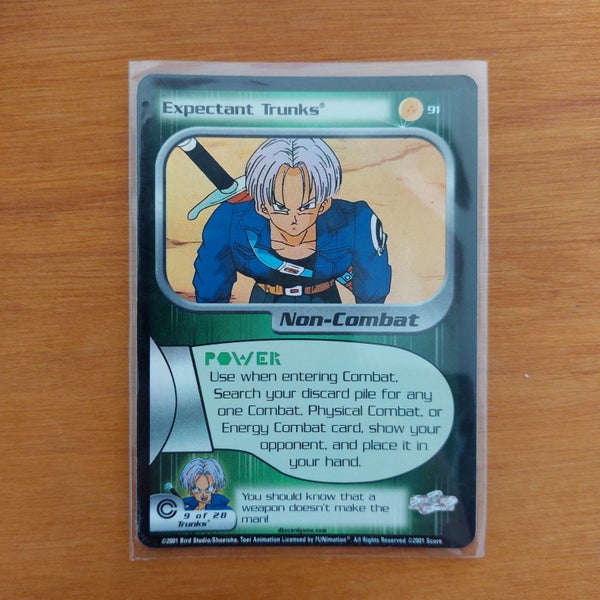 Expectant Trunks®
91
Non-Combat
POWER
Use when entering Combat.
Search your discard pile for any
one Combat, Physical Combat, or
Energy Combat card, show your
opponent, and place it in
your hand.
C
9 of 28
Trunks®
You should know that a
weapon doesn't make the
man!
dbzcardgame.com
©2001 Bird Studio/Shueisha, Toei Animation Licensed by FUNimation®. All Rights Reserved ©2001 Score